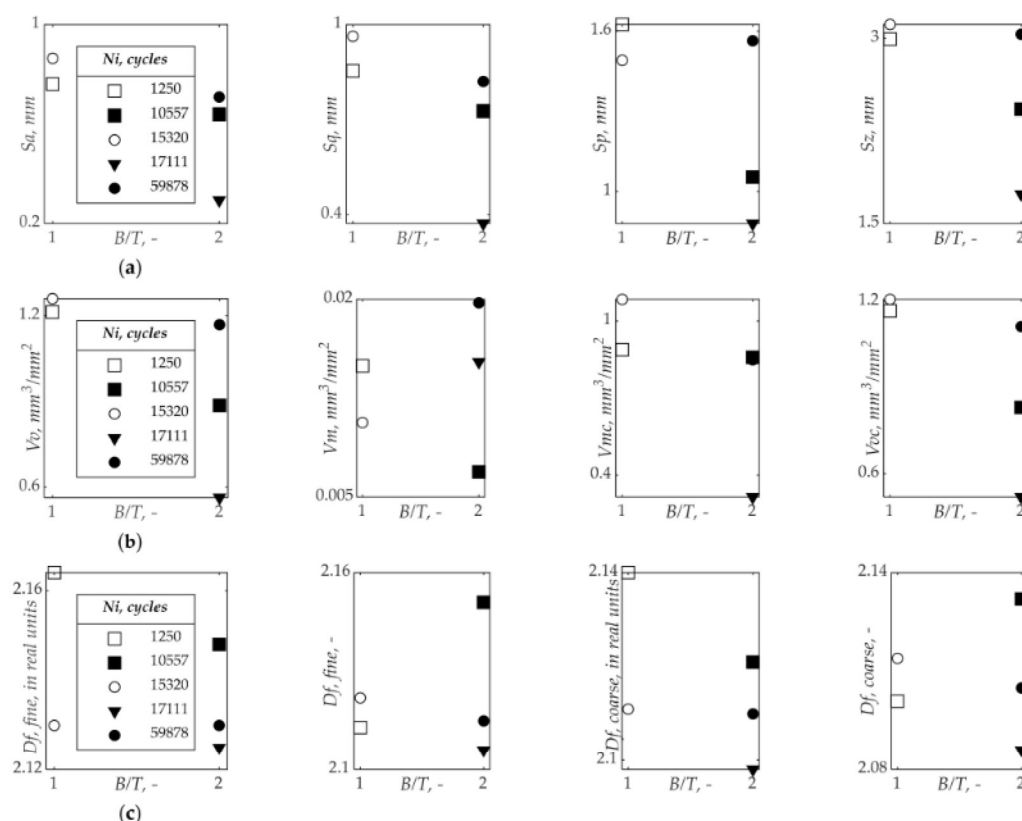 1
Sa, mm
0.2
Ni, cycles
1250
10557
15320
17111
59878
1
B/T, -
2
1
Sq, mm
0.4
1
B/T, -
2
1.6
Sp, mm
1
1
B/T, -
2
3
Sz, mm
1.5
1
B/T, -
2
(a)
1.2
Vv, mm³/mm²
0.6
Ni, cycles
1250
10557
15320
17111
59878
1
B/T, -
2
0.02
Vm, mm³/mm²
0.005
1
B/T, -
2
1
Vmc, mm³/mm²
0.4
1
B/T, -
2
1.2
Vvc, mm³/mm²
0.6
1
B/T, -
2
(b)
2.16
Df, fine, in real units
2.12
Ni, cycles
1250
10557
15320
17111
59878
1
B/T, -
2
2.16
Df, fine, -
2.1
1
B/T, -
2
2.14
Df, coarse, in real units
2.1
1
B/T, -
2
2.14
Df, coarse, -
2.08
1
B/T, -
2
(c)